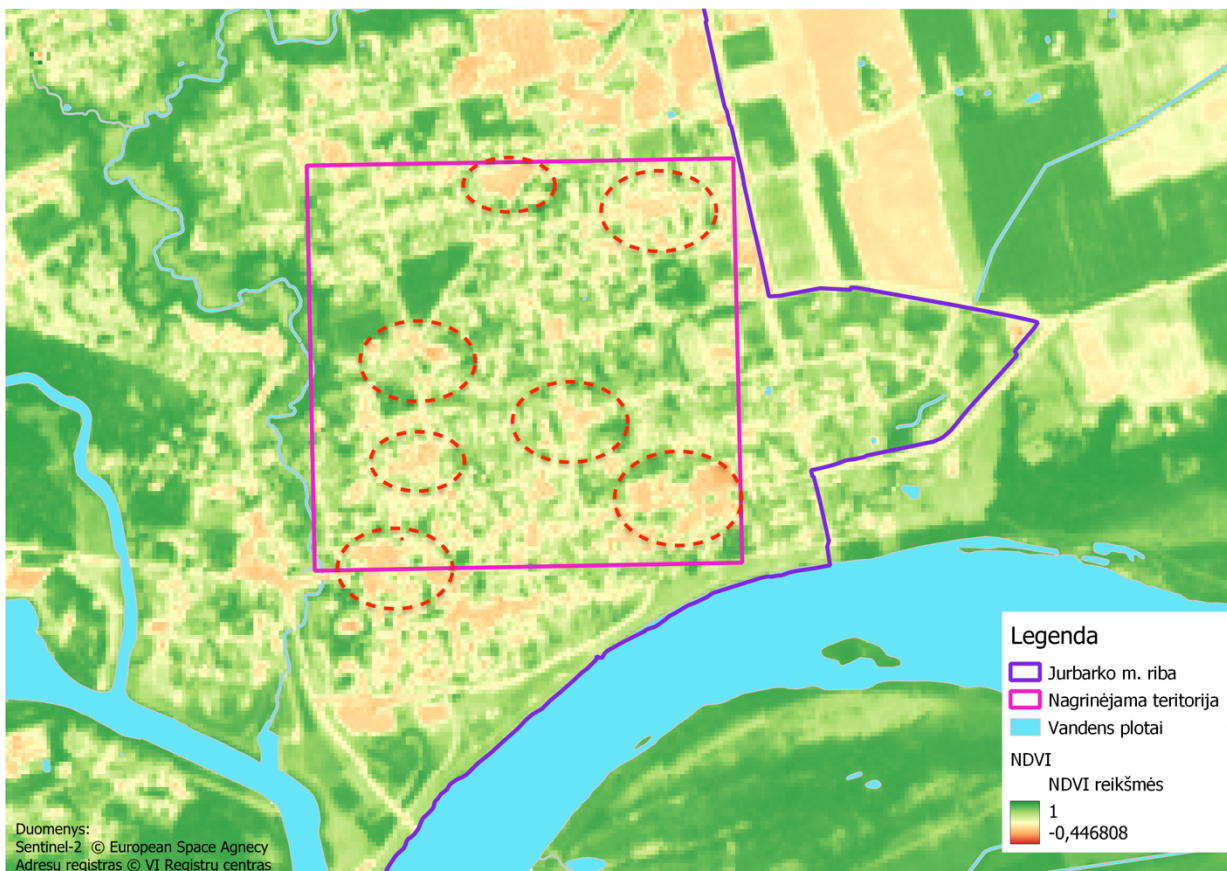 Legenda
Jurbarko m. riba
Nagrinėjama teritorija
Vandens plotai
NDVI
NDVI reikšmės
1
-0,446808
Duomenys:
Sentinel-2 © European Space Agnecy
Adresų registras © VĮ Registrų centras